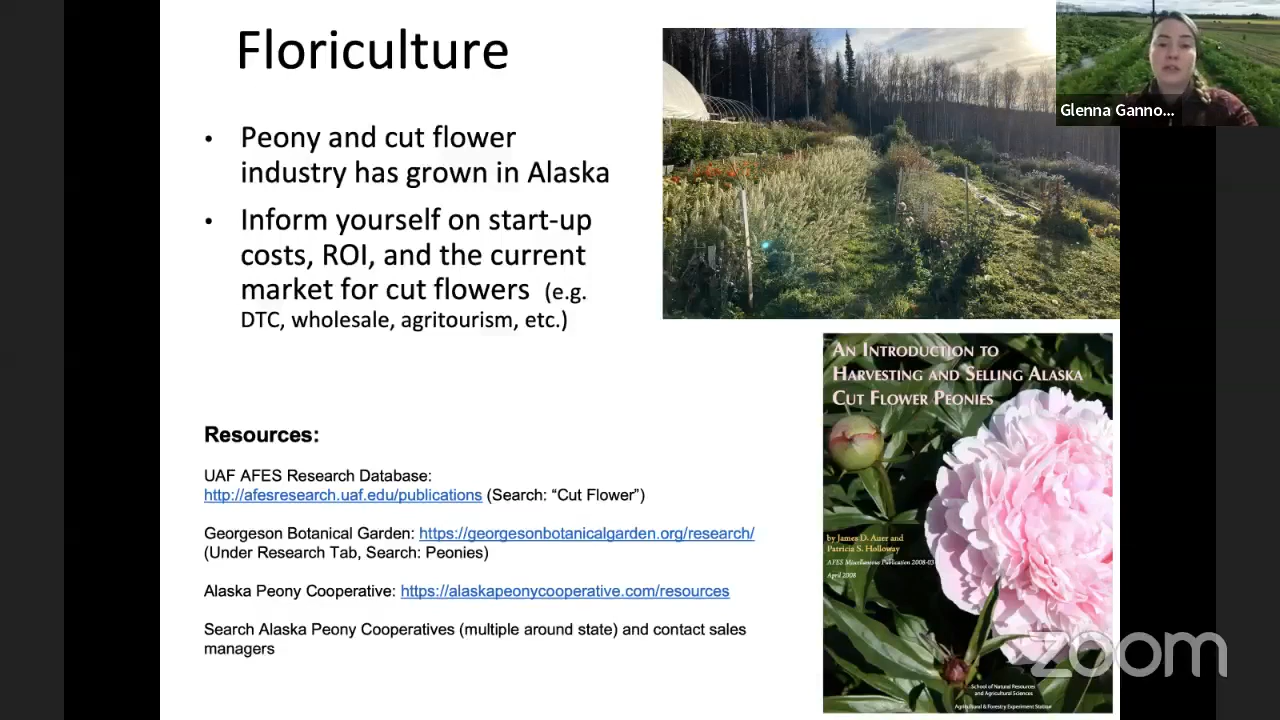 Floriculture
• Peony and cut flower
industry has grown in Alaska
• Inform yourself on start-up
costs, ROI, and the current
market for cut flowers (e.g.
DTC, wholesale, agritourism, etc.)
Resources:
UAF AFES Research Database:
http://afesresearch.uaf.edu/publications (Search: “Cut Flower”)
Georgeson Botanical Garden: https://georgesonbotanicalgarden.org/research/
(Under Research Tab, Search: Peonies)
Alaska Peony Cooperative: https://alaskapeonycooperative.com/resources
Search Alaska Peony Cooperatives (multiple around state) and contact sales
managers
Glenna Ganno...
An Introduction to
Harvesting and Selling Alaska
Cut Flower Peonies
by James D. Auer and
Patricia S. Holloway
AFES Miscellaneous Publication 2008-03
April 2008
School of Natural Resources
and Agricultural Sciences
Agricultural & Forestry Experiment Station
zoom